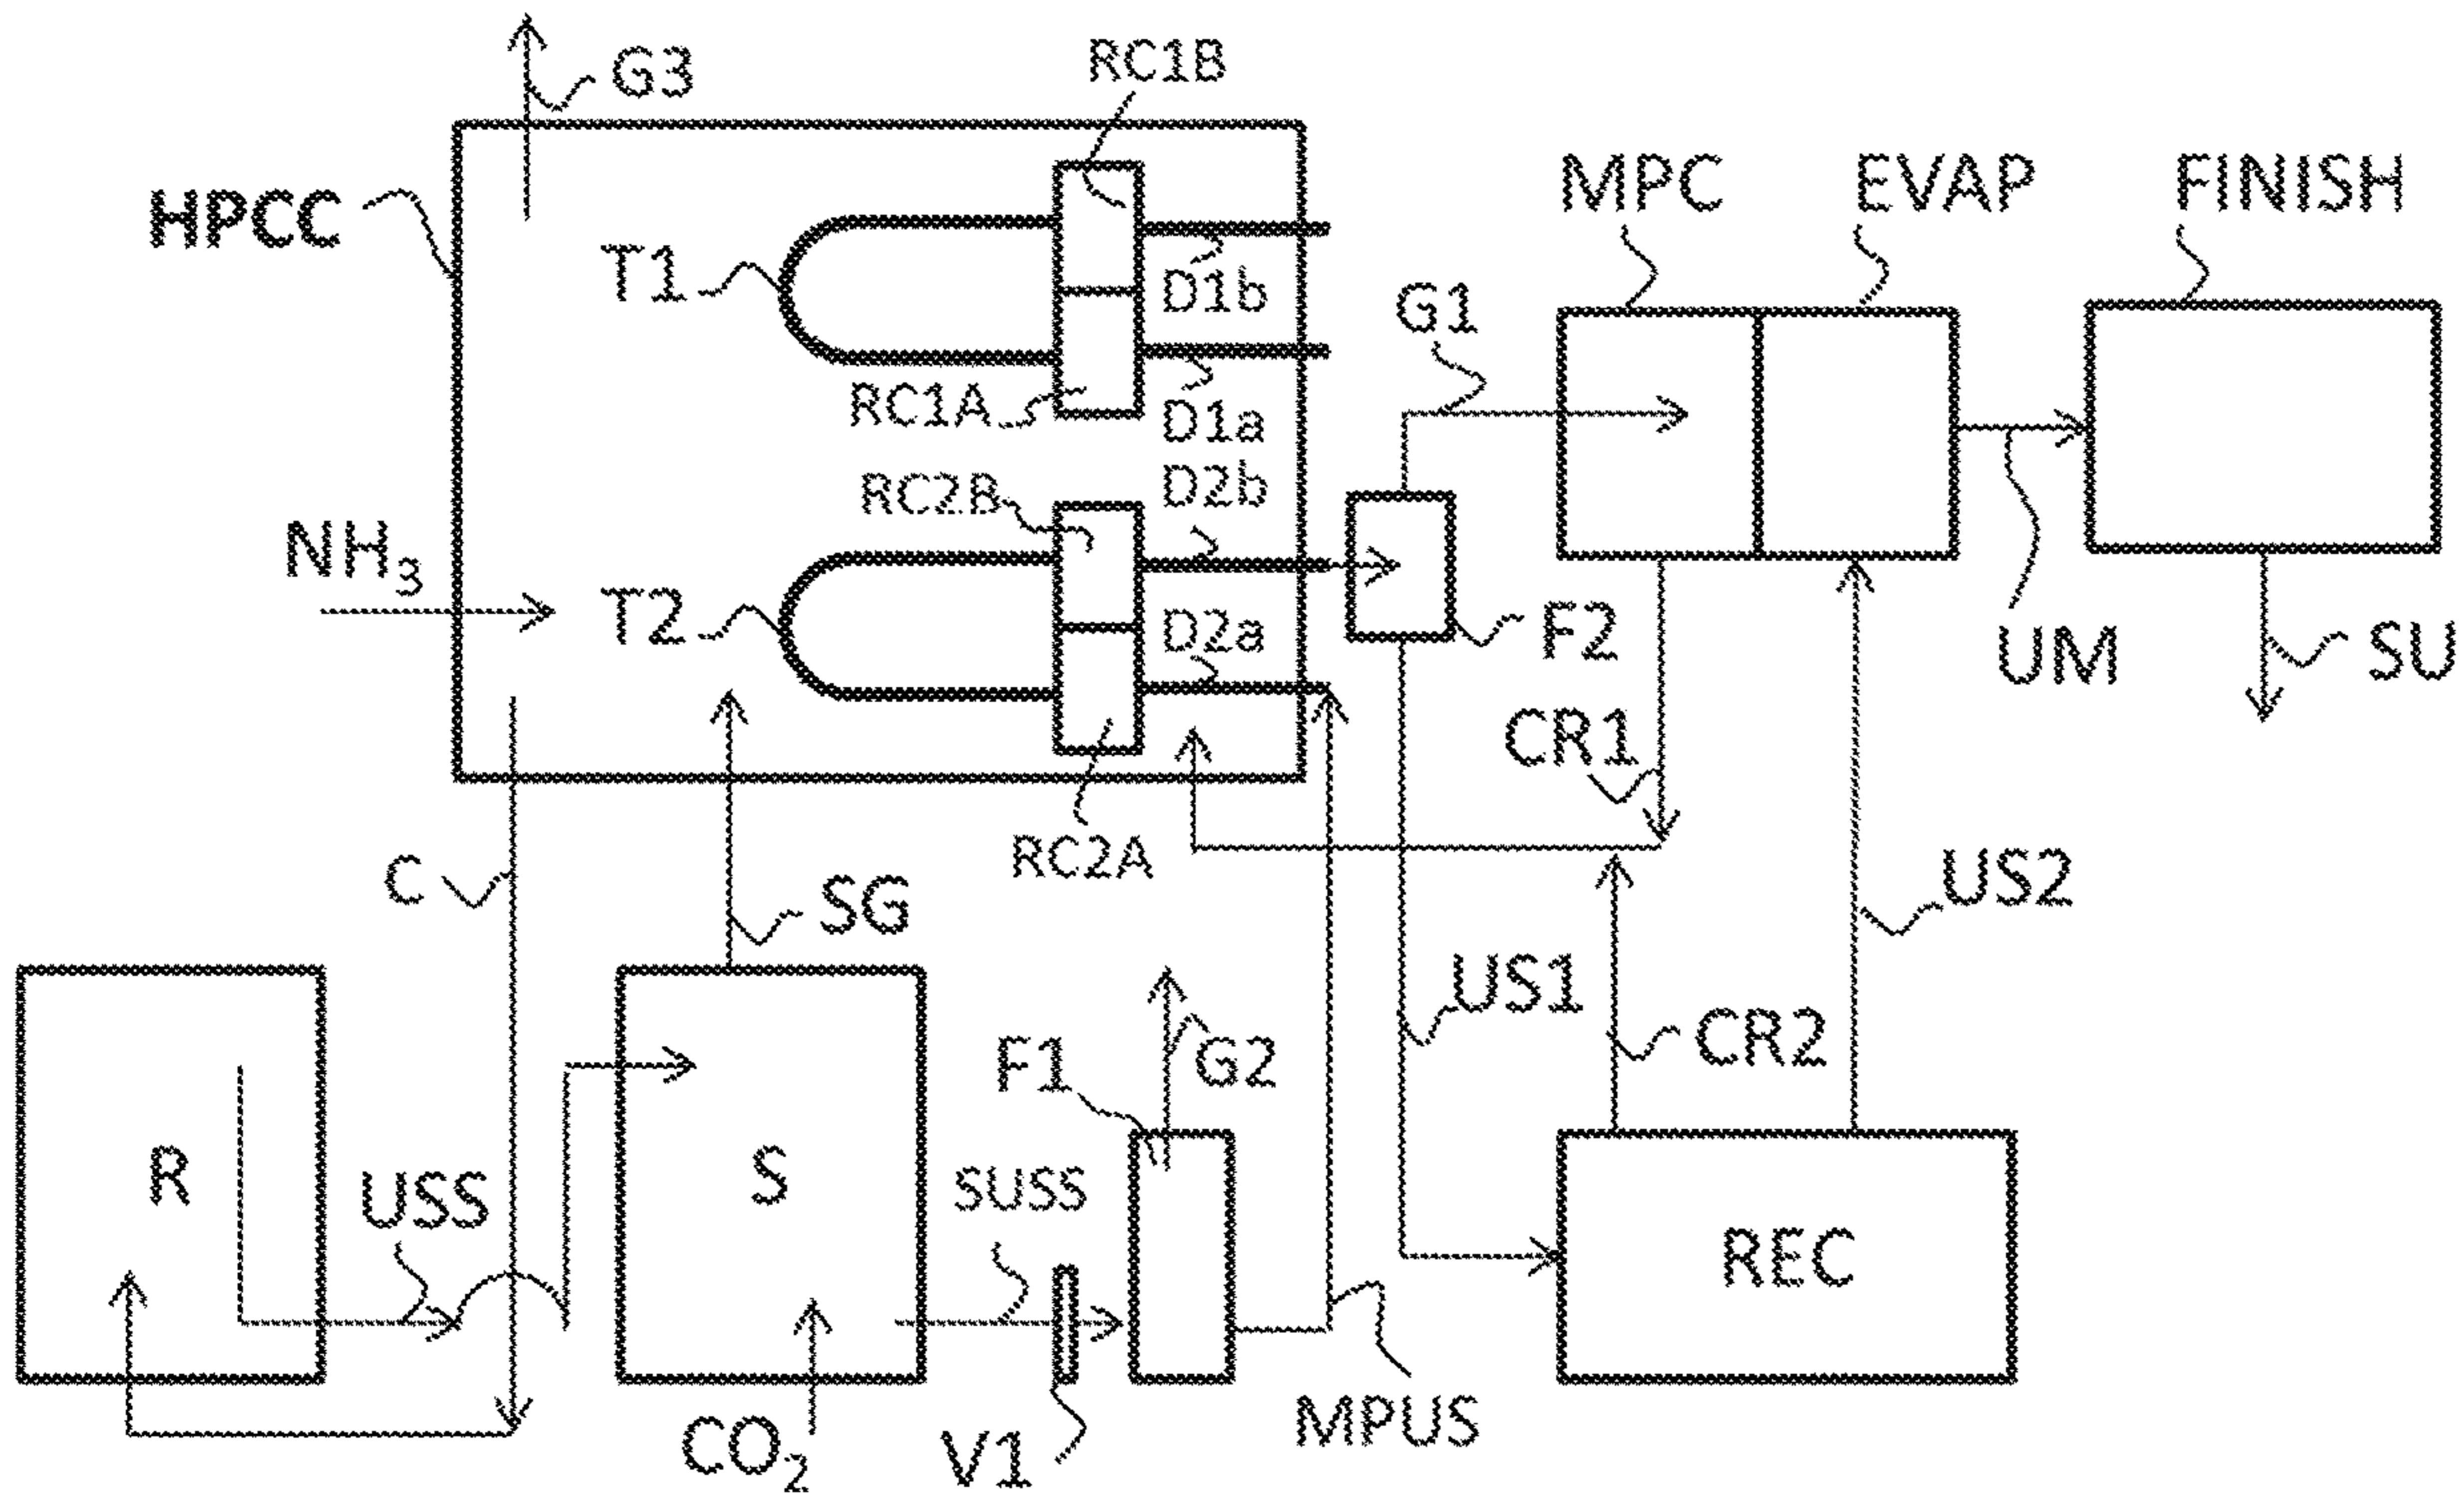 G3
RC1B
HPCC
T1
D1b
RC1A
D1a
MPC
EVAP
FINISH
G1
RC2B
D2b
NH3
T2
D2a
F2
UM
SU
CR1
RC2A
C
SG
US2
US1
CR2
F1
G2
R
USS
S
SUSS
REC
CO2
V1
MPUS